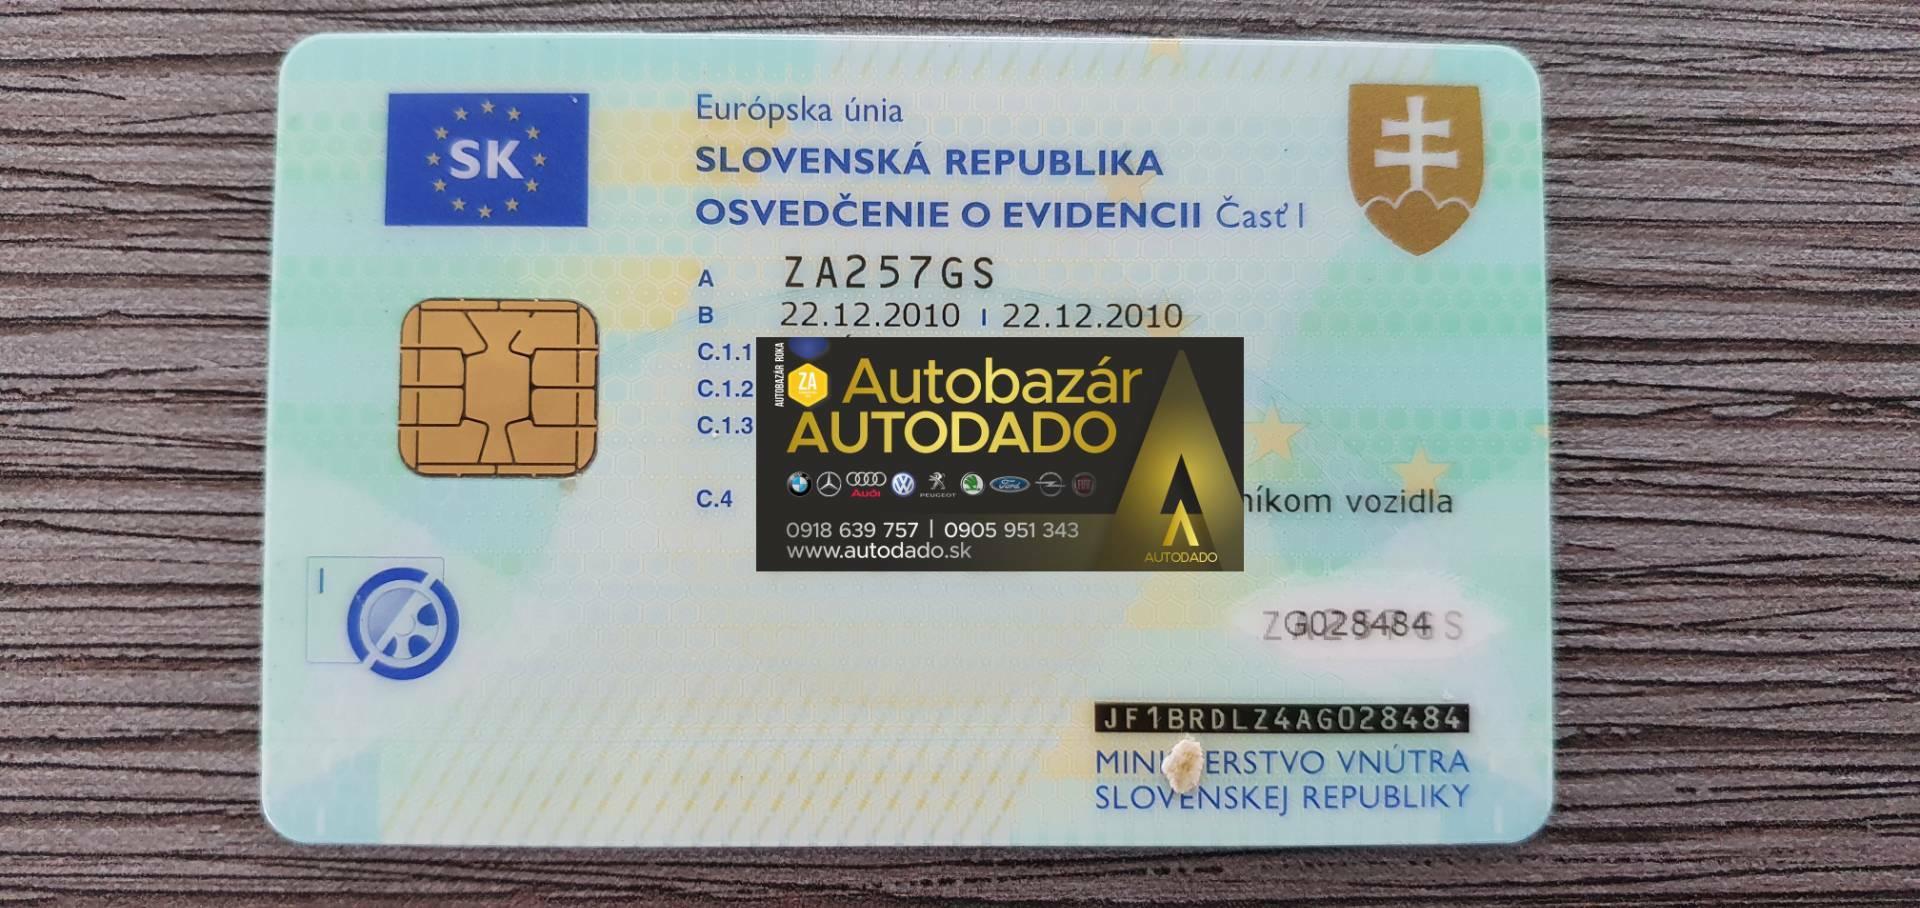 SK
Európska únia
SLOVENSKÁ REPUBLIKA
OSVEDČENIE O EVIDENCII Časť I
A ZA257GS
B 22.12.2010 I 22.12.2010
C.1.1
C.1.2
C.1.3
C.4 níkom vozidla
AUTOBAZÁR ROKA
ZA
Autobazár
AUTODADO
Audi
PEUGEOT
Ford
FIAT
0918 639 757 | 0905 951 343
www.autodado.sk
AUTODADO
I
G028484
JF1BRDLZ4AG028484
MINI ERSTVO VNÚTRA
SLOVENSKEJ REPUBLIKY